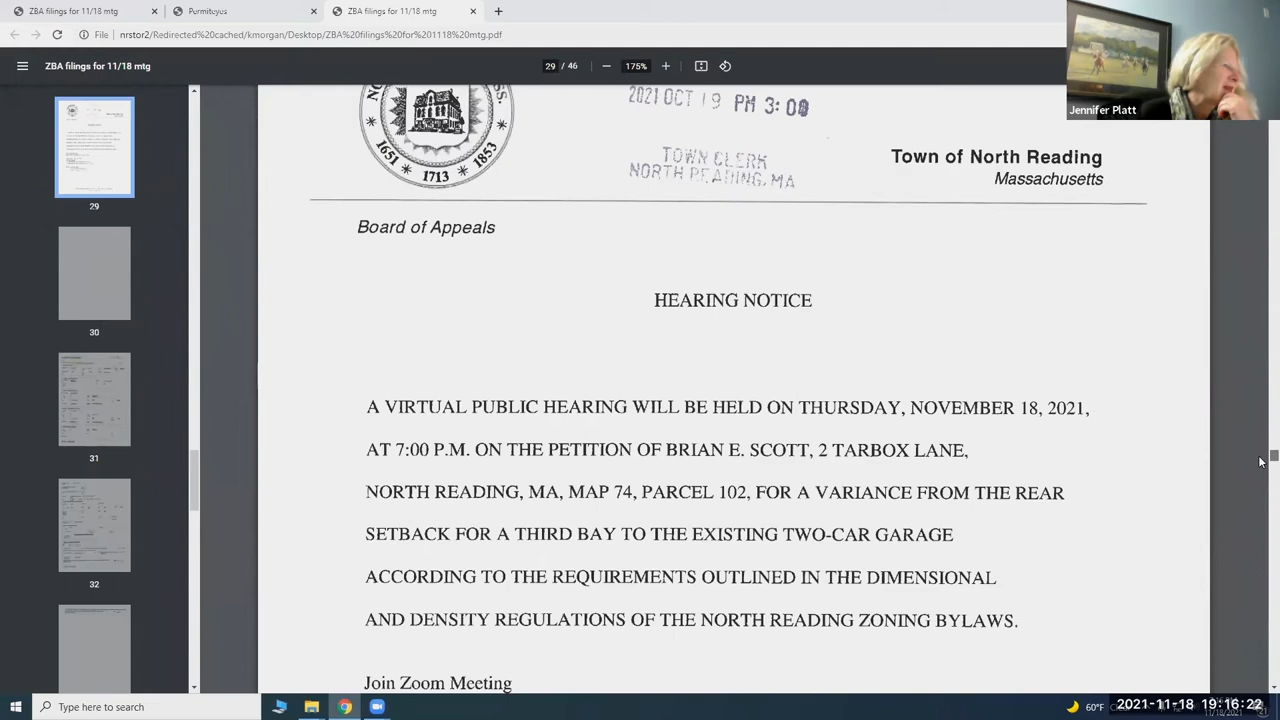 ZBA filings for 11/18 mtg
Permituyus
ZBA filings for 11/18 mtg
File
nrstor2/Redirected%20cached/kmorgan/Desktop/ZBA%20filings%20for%201118%20mtg.pdf
ZBA filings for 11/18 mtg
29 / 46
175%
Jennifer Platt
29
30
31
32
1651
1713
1853
2021 OCT 19 PM 3:08
TOWN CLERK
NORTH READING, MA
Town of North Reading
Massachusetts
Board of Appeals
HEARING NOTICE
A VIRTUAL PUBLIC HEARING WILL BE HELD ON THURSDAY, NOVEMBER 18, 2021,
AT 7:00 P.M. ON THE PETITION OF BRIAN E. SCOTT, 2 TARBOX LANE,
NORTH READING, MA, MAP 74, PARCEL 102, FOR A VARIANCE FROM THE REAR
SETBACK FOR A THIRD BAY TO THE EXISTING TWO-CAR GARAGE
ACCORDING TO THE REQUIREMENTS OUTLINED IN THE DIMENSIONAL
AND DENSITY REGULATIONS OF THE NORTH READING ZONING BYLAWS.
Join Zoom Meeting
Type here to search
60°F
2021-11-18 19:16:22
11/18/2021